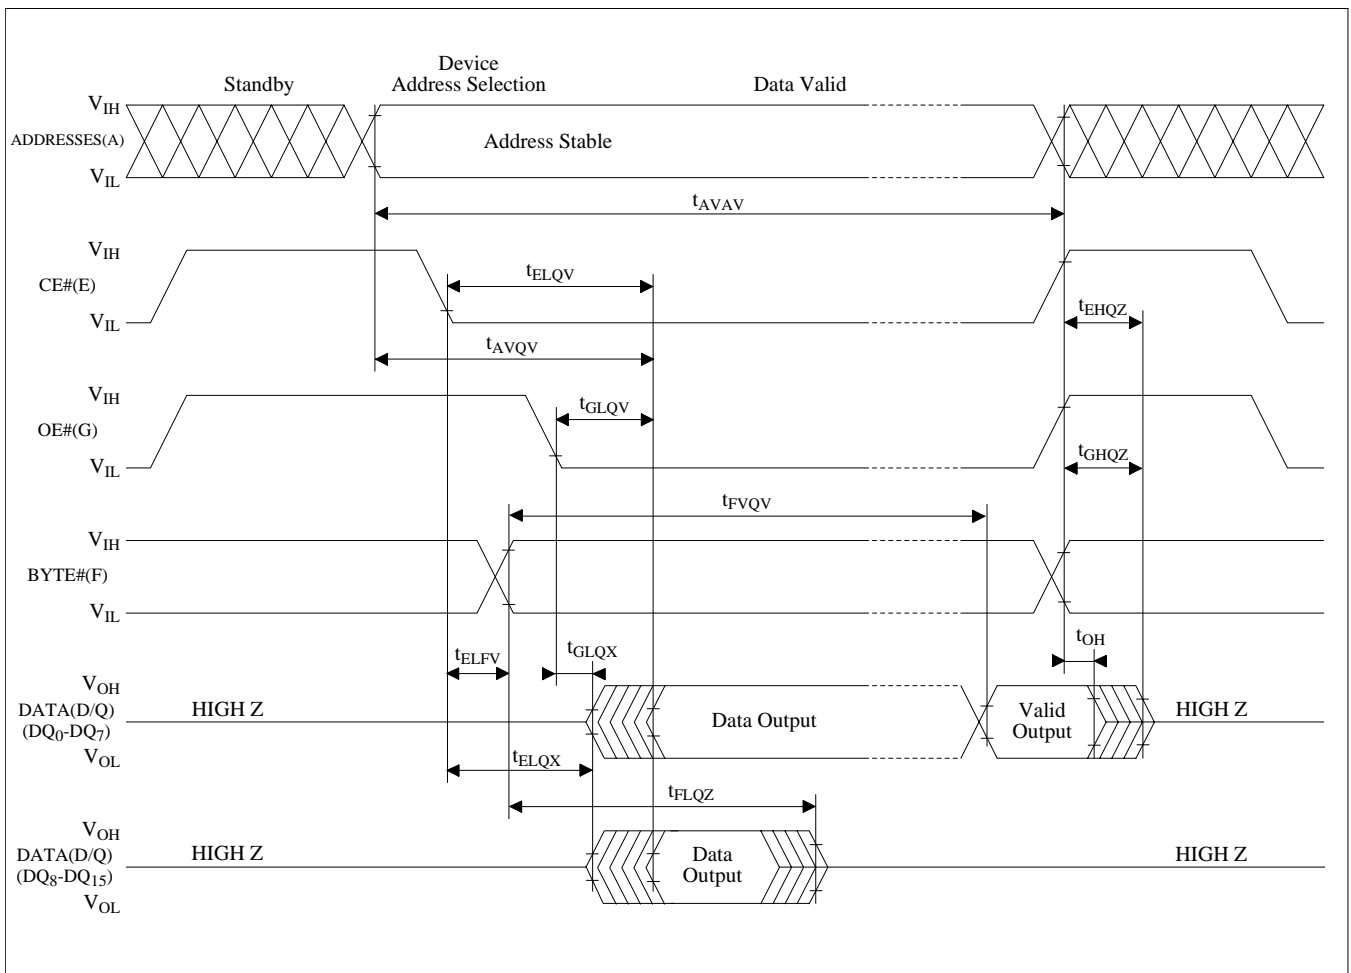 Device
Standby Address Selection Data Valid
VIH
ADDRESSES(A) Address Stable
VIL
tAVAV
VIH
tELQV
CE#(E)
tEHQZ
VIL
tAVQV
VIH
tGLQV
OE#(G)
tGHQZ
VIL
tFVQV
VIH
BYTE#(F)
VIL
tELFV tGLQX tOH
VOH
DATA(D/Q) HIGH Z Data Output Valid HIGH Z
(DQ0-DQ7) Output
VOL
tELQX
tFLQZ
VOH
DATA(D/Q) HIGH Z Data HIGH Z
(DQ8-DQ15) Output
VOL